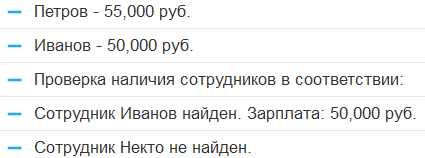 Петров - 55,000 руб.
Иванов - 50,000 руб.
Проверка наличия сотрудников в соответствии:
Сотрудник Иванов найден. Зарплата: 50,000 руб.
Сотрудник Некто не найден.